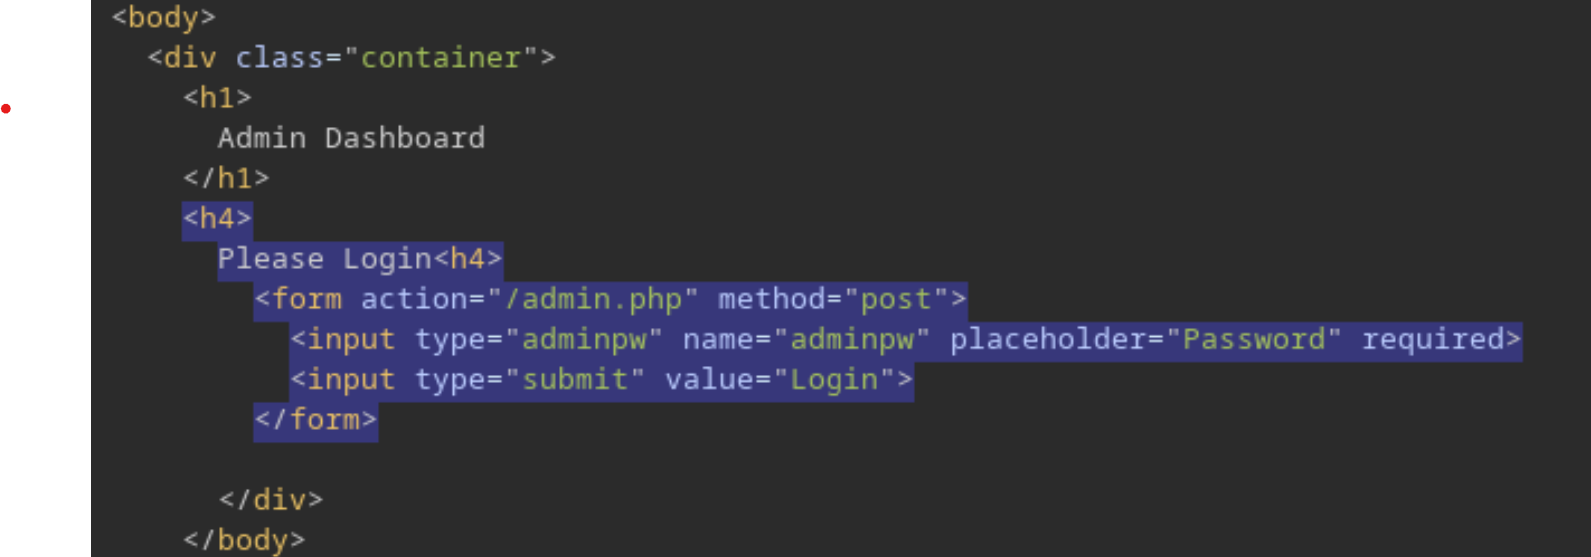 <body>
<div class="container">
<h1>
Admin Dashboard
</h1>
<h4>
Please Login<h4>
<form action="/admin.php" method="post">
<input type="adminpw" name="adminpw" placeholder="Password" required>
<input type="submit" value="Login">
</form>
</div>
</body>